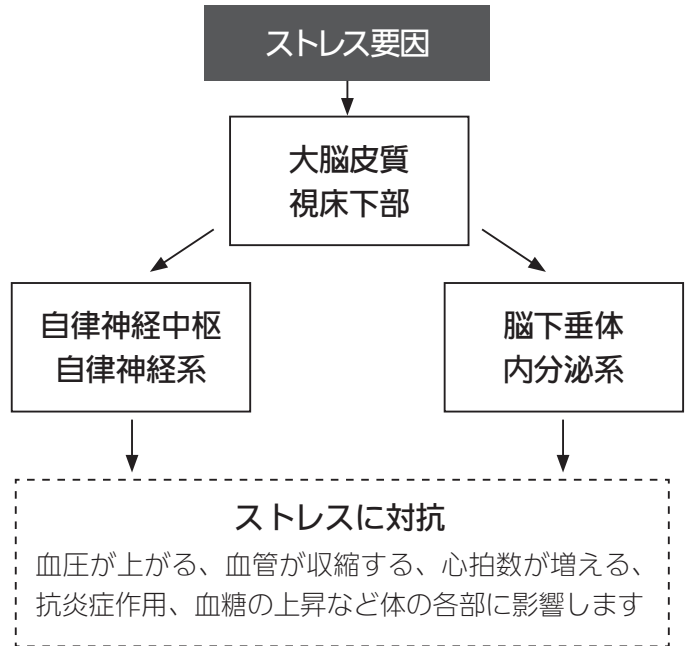 ストレス要因
大脳皮質
視床下部
自律神経中枢
自律神経系
脳下垂体
内分泌系
ストレスに対抗
血圧が上がる、血管が収縮する、心拍数が増える、
抗炎症作用、血糖の上昇など体の各部に影響します